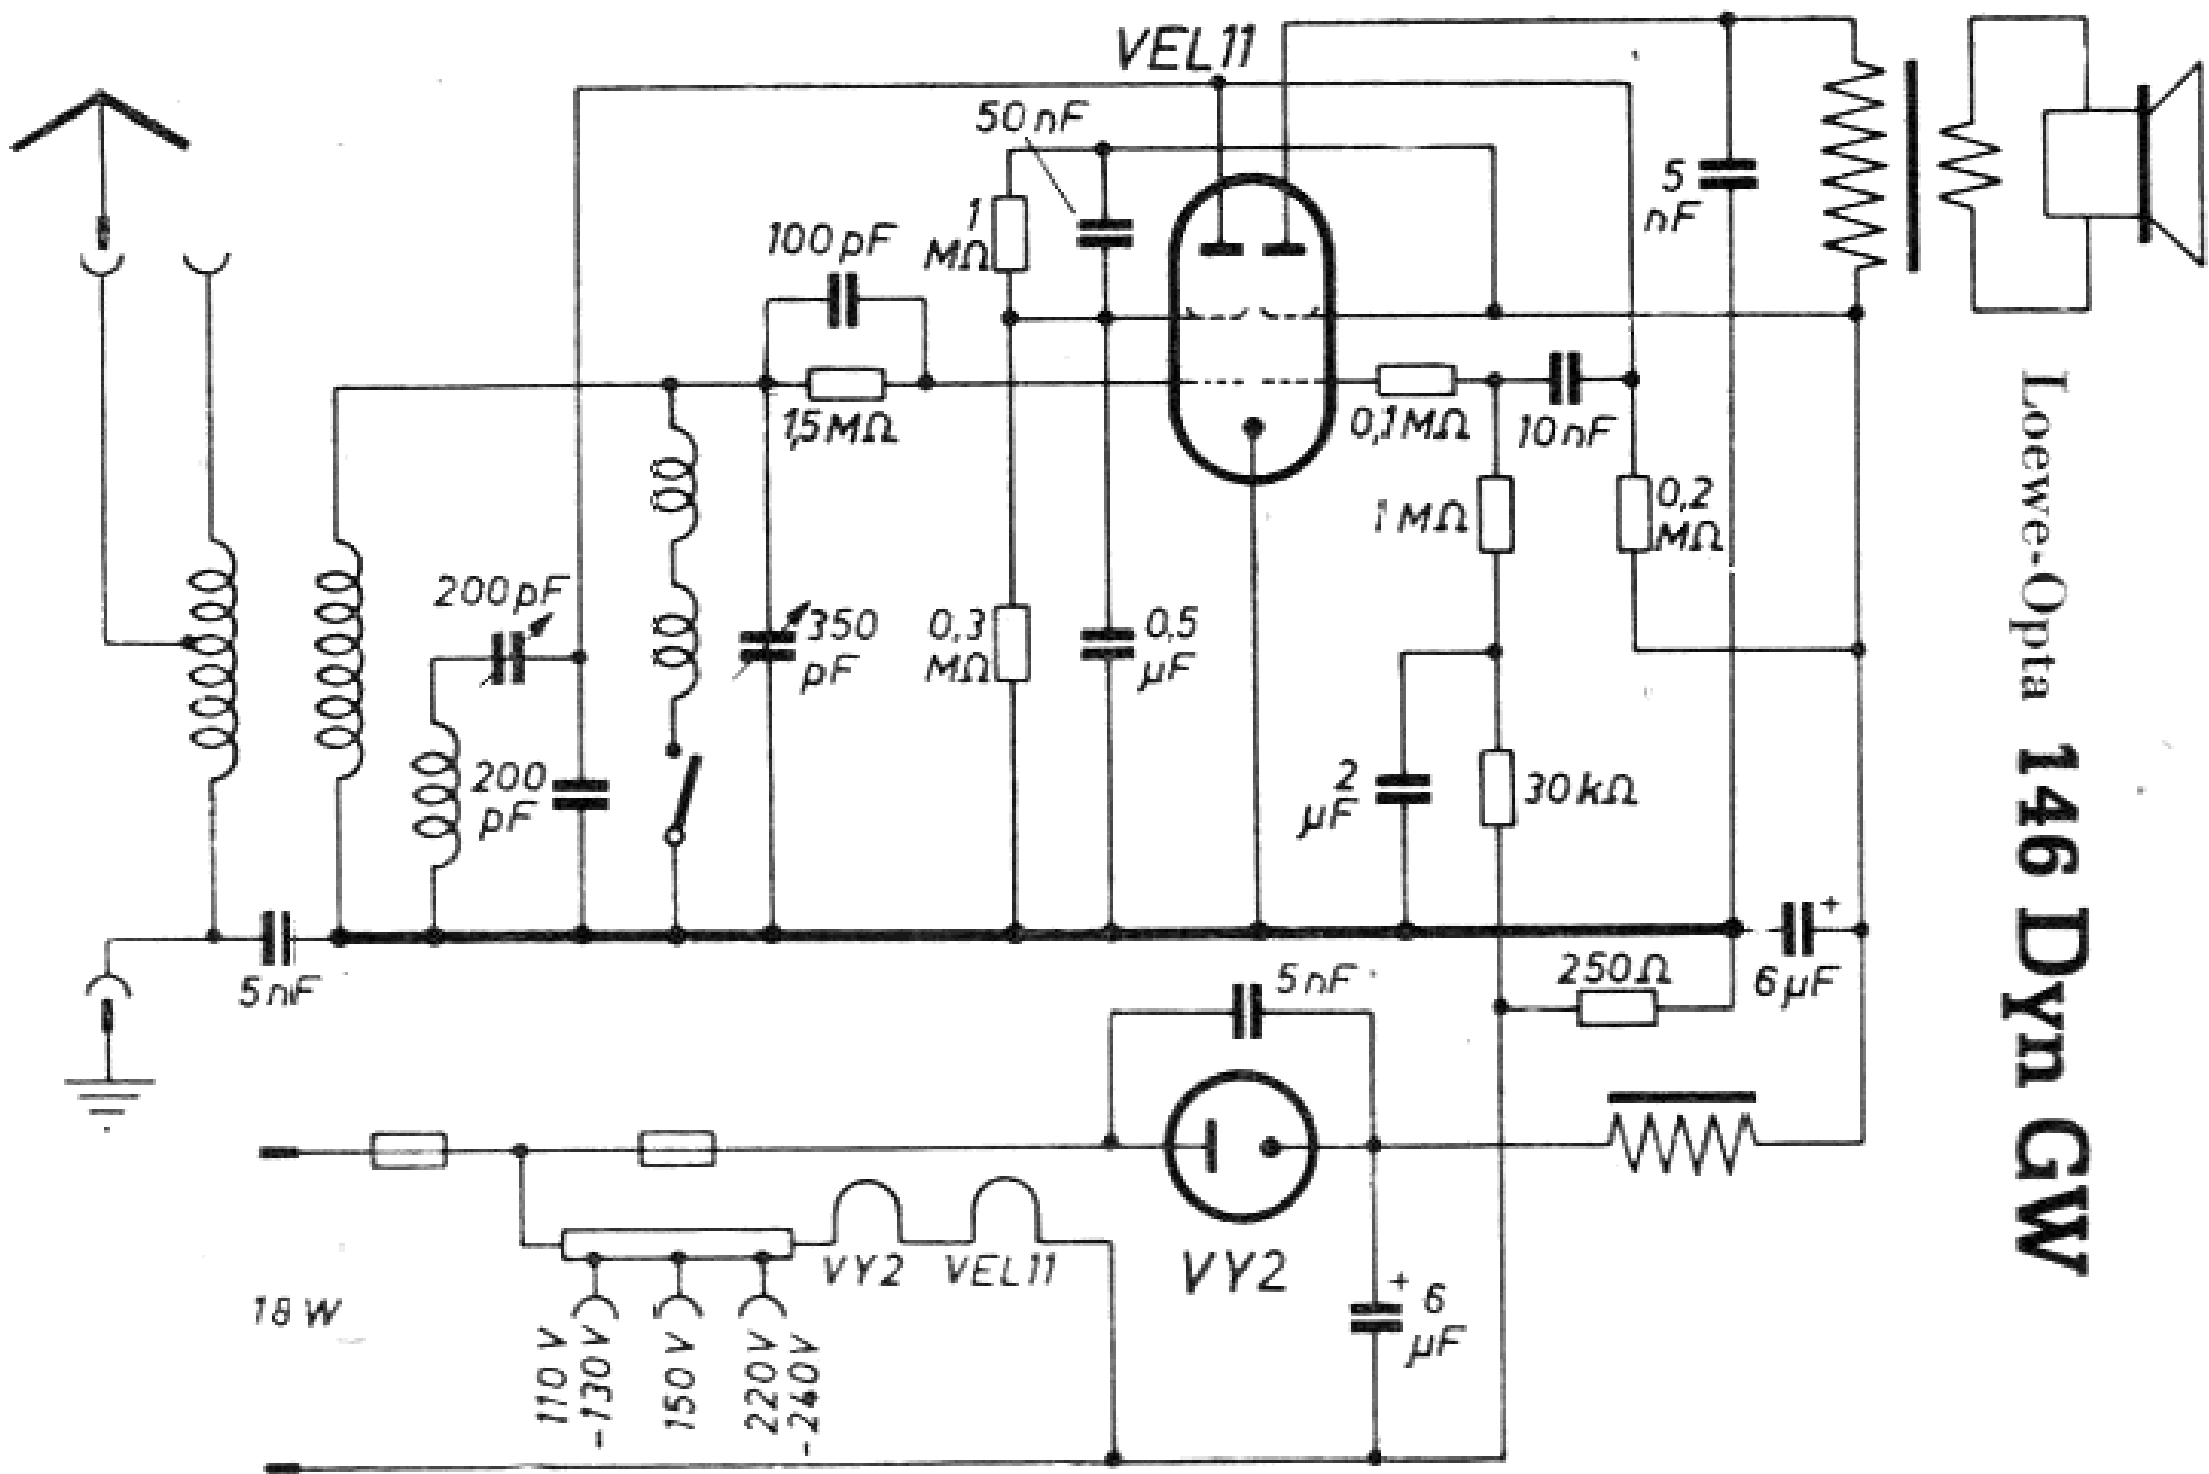 VEL11
50 nF
5
nF
1
MΩ
100 pF
1,5 MΩ
0,1 MΩ
10 nF
1 MΩ
0,2
MΩ
200 pF
350
pF
0,3
MΩ
0,5
µF
200
pF
2
µF
30 kΩ
5 nF
5 nF
250 Ω
6 µF
+
VY2
VEL11
VY2
18 W
110 V
-130 V
150 V
220 V
-240 V
+
6
µF
Loewe-Opta 146 Dyn GW